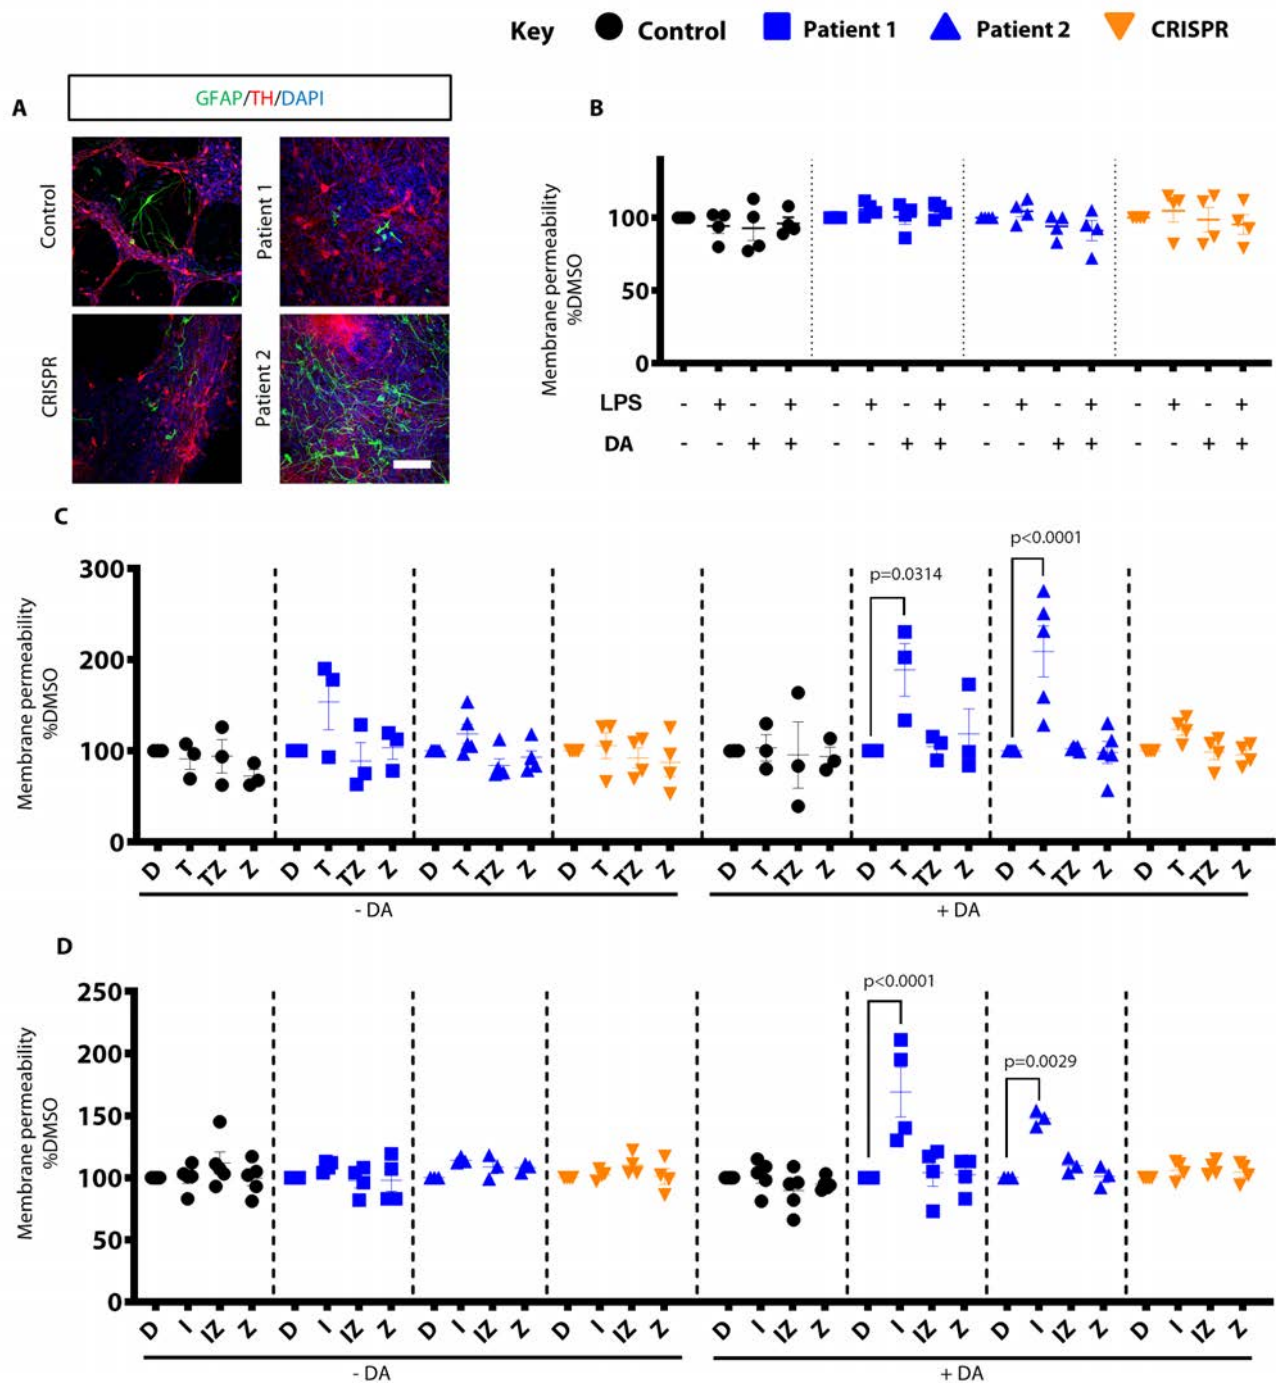 Key Control Patient 1 Patient 2 CRISPR
A
GFAP/TH/DAPI
Control
Patient 1
CRISPR
Patient 2
B
Membrane permeability
%DMSO
100
50
0
LPS - + - + - + - + - + - + - + - +
DA - - + + - - + + - - + + - - + +
C
Membrane permeability
%DMSO
300
200
100
0
p=0.0314
p<0.0001
D T TZ Z D T TZ Z D T TZ Z D T TZ Z D T TZ Z D T TZ Z D T TZ Z D T TZ Z
- DA + DA
D
Membrane permeability
%DMSO
250
200
150
100
50
0
p<0.0001
p=0.0029
D I IZ Z D I IZ Z D I IZ Z D I IZ Z D I IZ Z D I IZ Z D I IZ Z D I IZ Z
- DA + DA